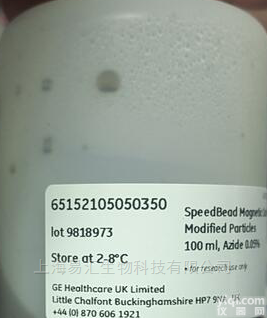 65152105050350
SpeedBead Magnetic
lot 9818973
Modified Particles
100 ml, Azide 0.05%
Store at 2-8°C
• for research use only
上海易汇生物科技有限公司
GE Healthcare UK Limited
Little Chalfont Buckinghamshire HP7 9NA
+44 (0) 870 606 1921